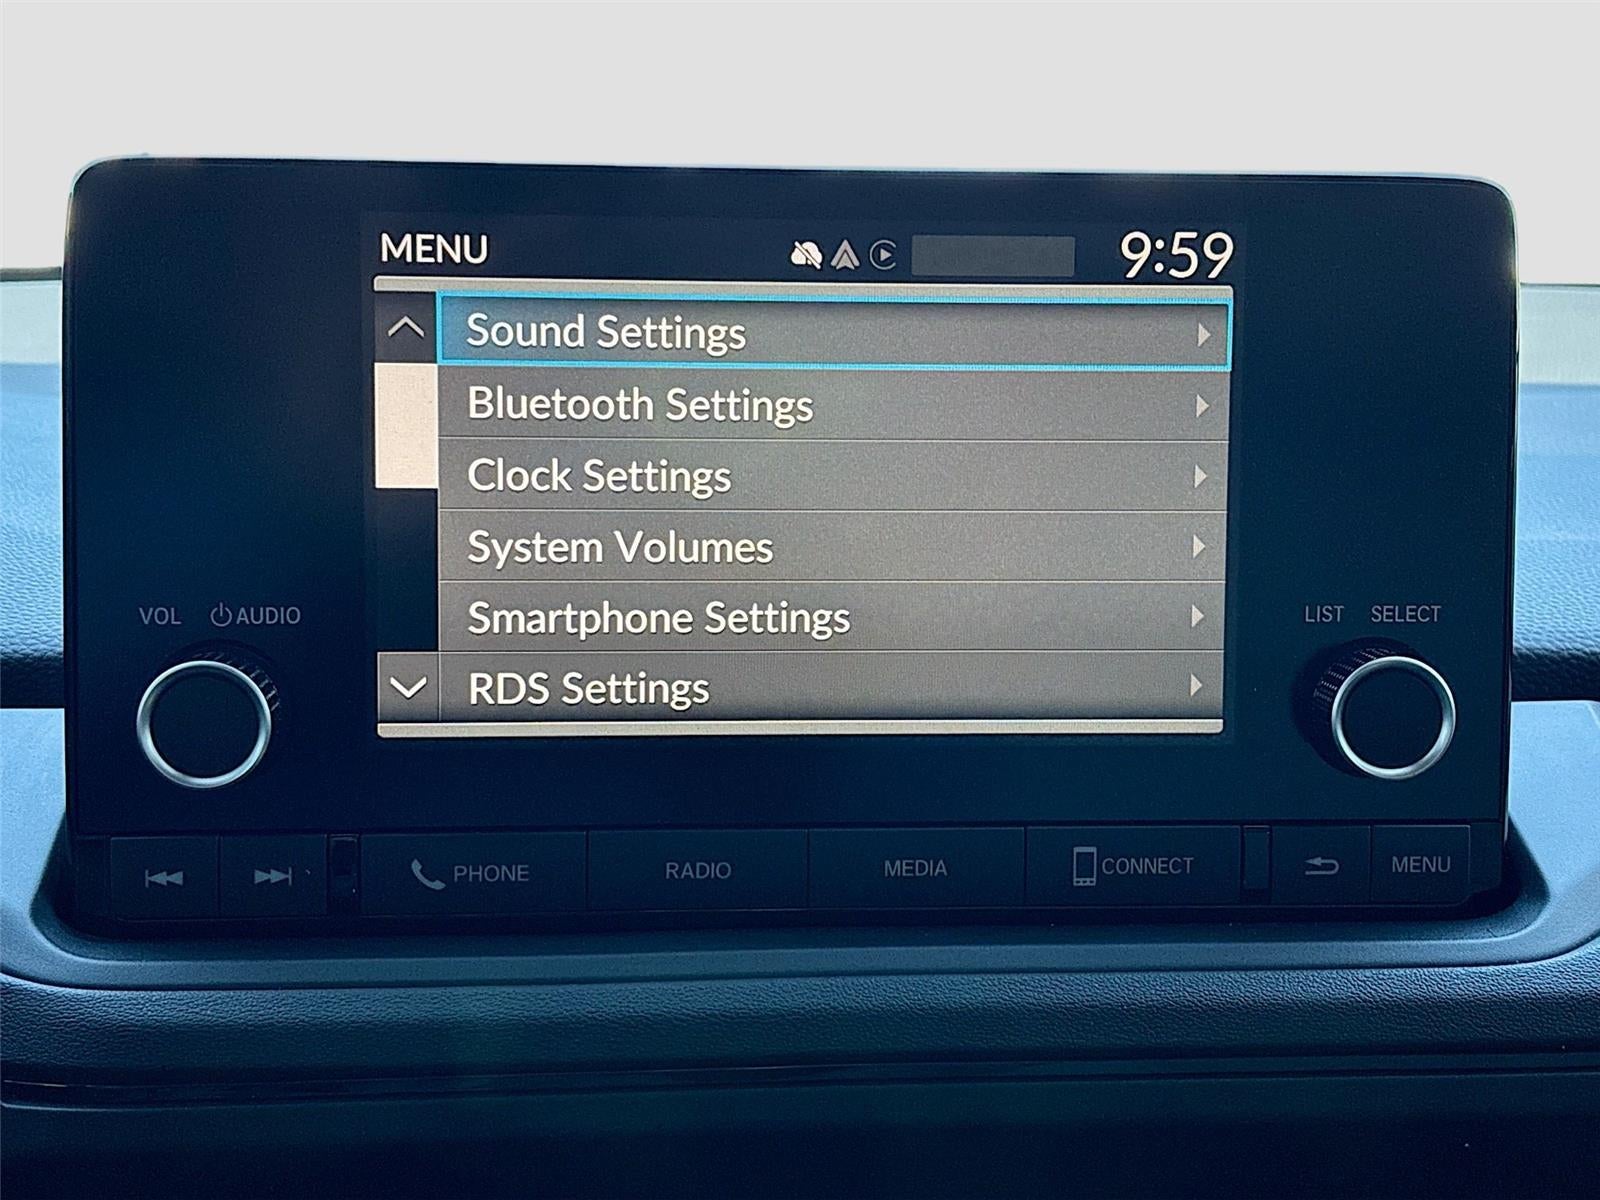 MENU 9:59
Sound Settings
Bluetooth Settings
Clock Settings
System Volumes
Smartphone Settings
RDS Settings
VOL AUDIO
LIST SELECT
PHONE RADIO MEDIA CONNECT MENU